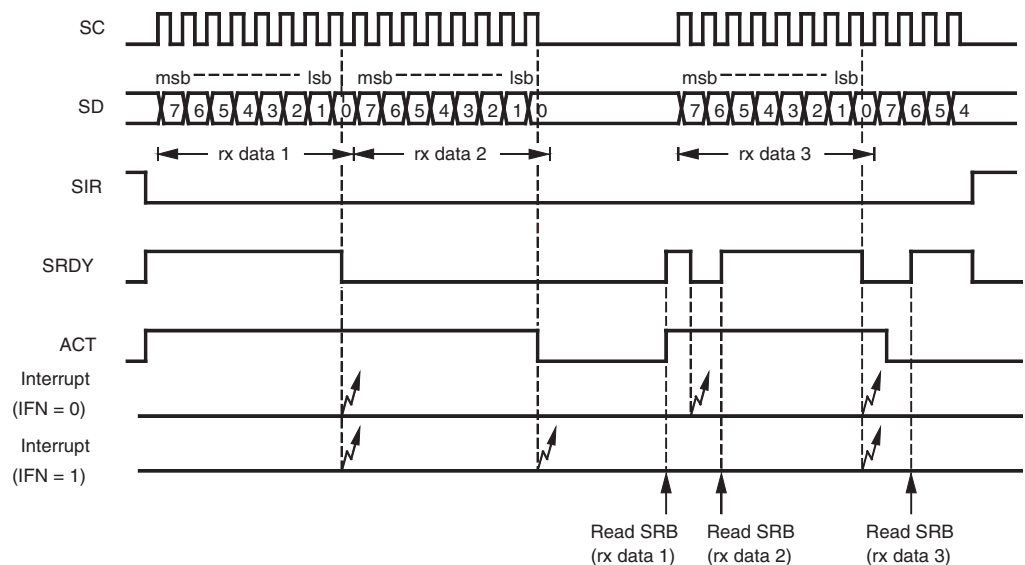 SC
msb lsb msb lsb msb lsb
SD 7 6 5 4 3 2 1 0 7 6 5 4 3 2 1 0 7 6 5 4 3 2 1 0 7 6 5 4
rx data 1 rx data 2 rx data 3
SIR
SRDY
ACT
Interrupt
(IFN = 0)
Interrupt
(IFN = 1)
Read SRB
(rx data 1)
Read SRB
(rx data 2)
Read SRB
(rx data 3)